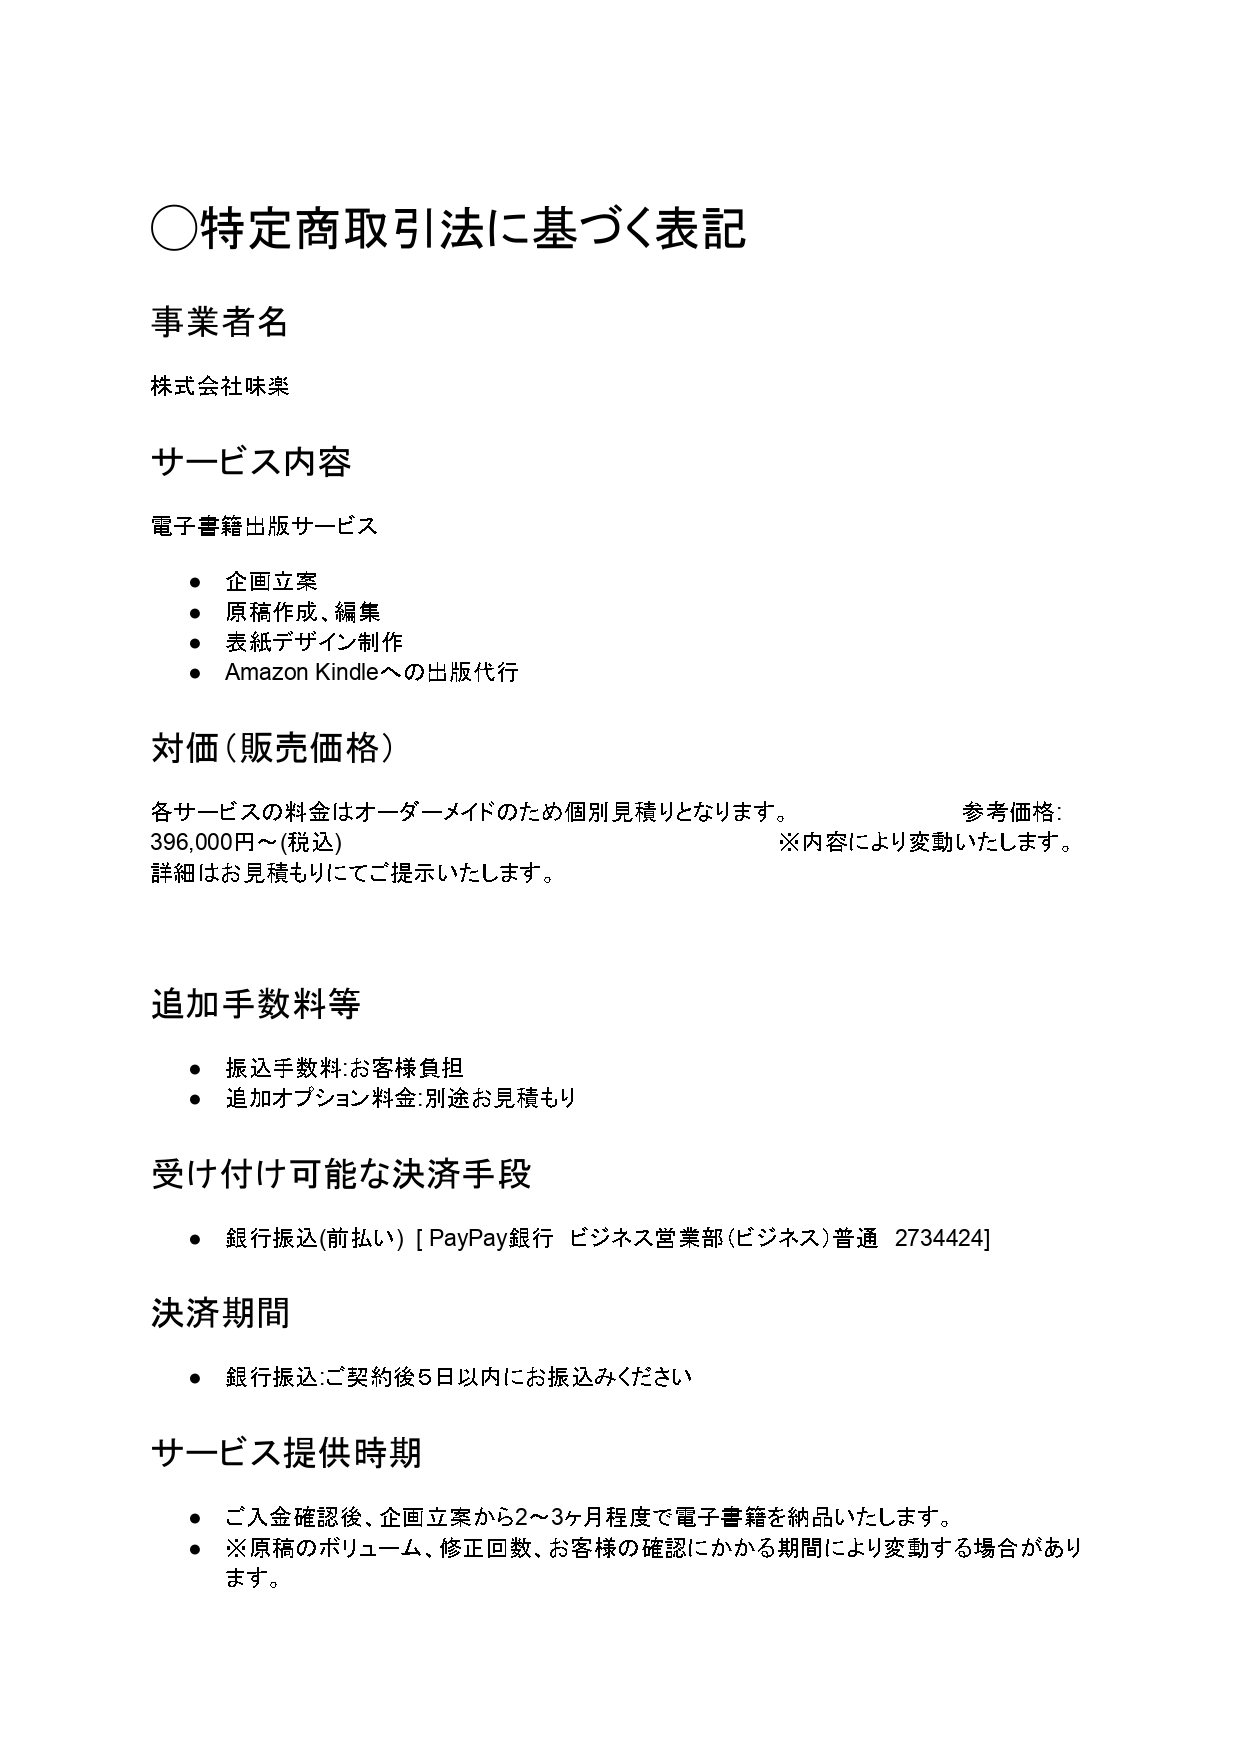 ◯特定商取引法に基づく表記
事業者名
株式会社味楽
サービス内容
電子書籍出版サービス
● 企画立案
● 原稿作成、編集
● 表紙デザイン制作
● Amazon Kindleへの出版代行
対価（販売価格）
各サービスの料金はオーダーメイドのため個別見積りとなります。 参考価格:
396,000円～(税込) ※内容により変動いたします。
詳細はお見積もりにてご提示いたします。
追加手数料等
● 振込手数料:お客様負担
● 追加オプション料金:別途お見積もり
受け付け可能な決済手段
● 銀行振込(前払い) [ PayPay銀行 ビジネス営業部（ビジネス）普通 2734424]
決済期間
● 銀行振込:ご契約後５日以内にお振込みください
サービス提供時期
● ご入金確認後、企画立案から2～3ヶ月程度で電子書籍を納品いたします。
● ※原稿のボリューム、修正回数、お客様の確認にかかる期間により変動する場合があり
ます。